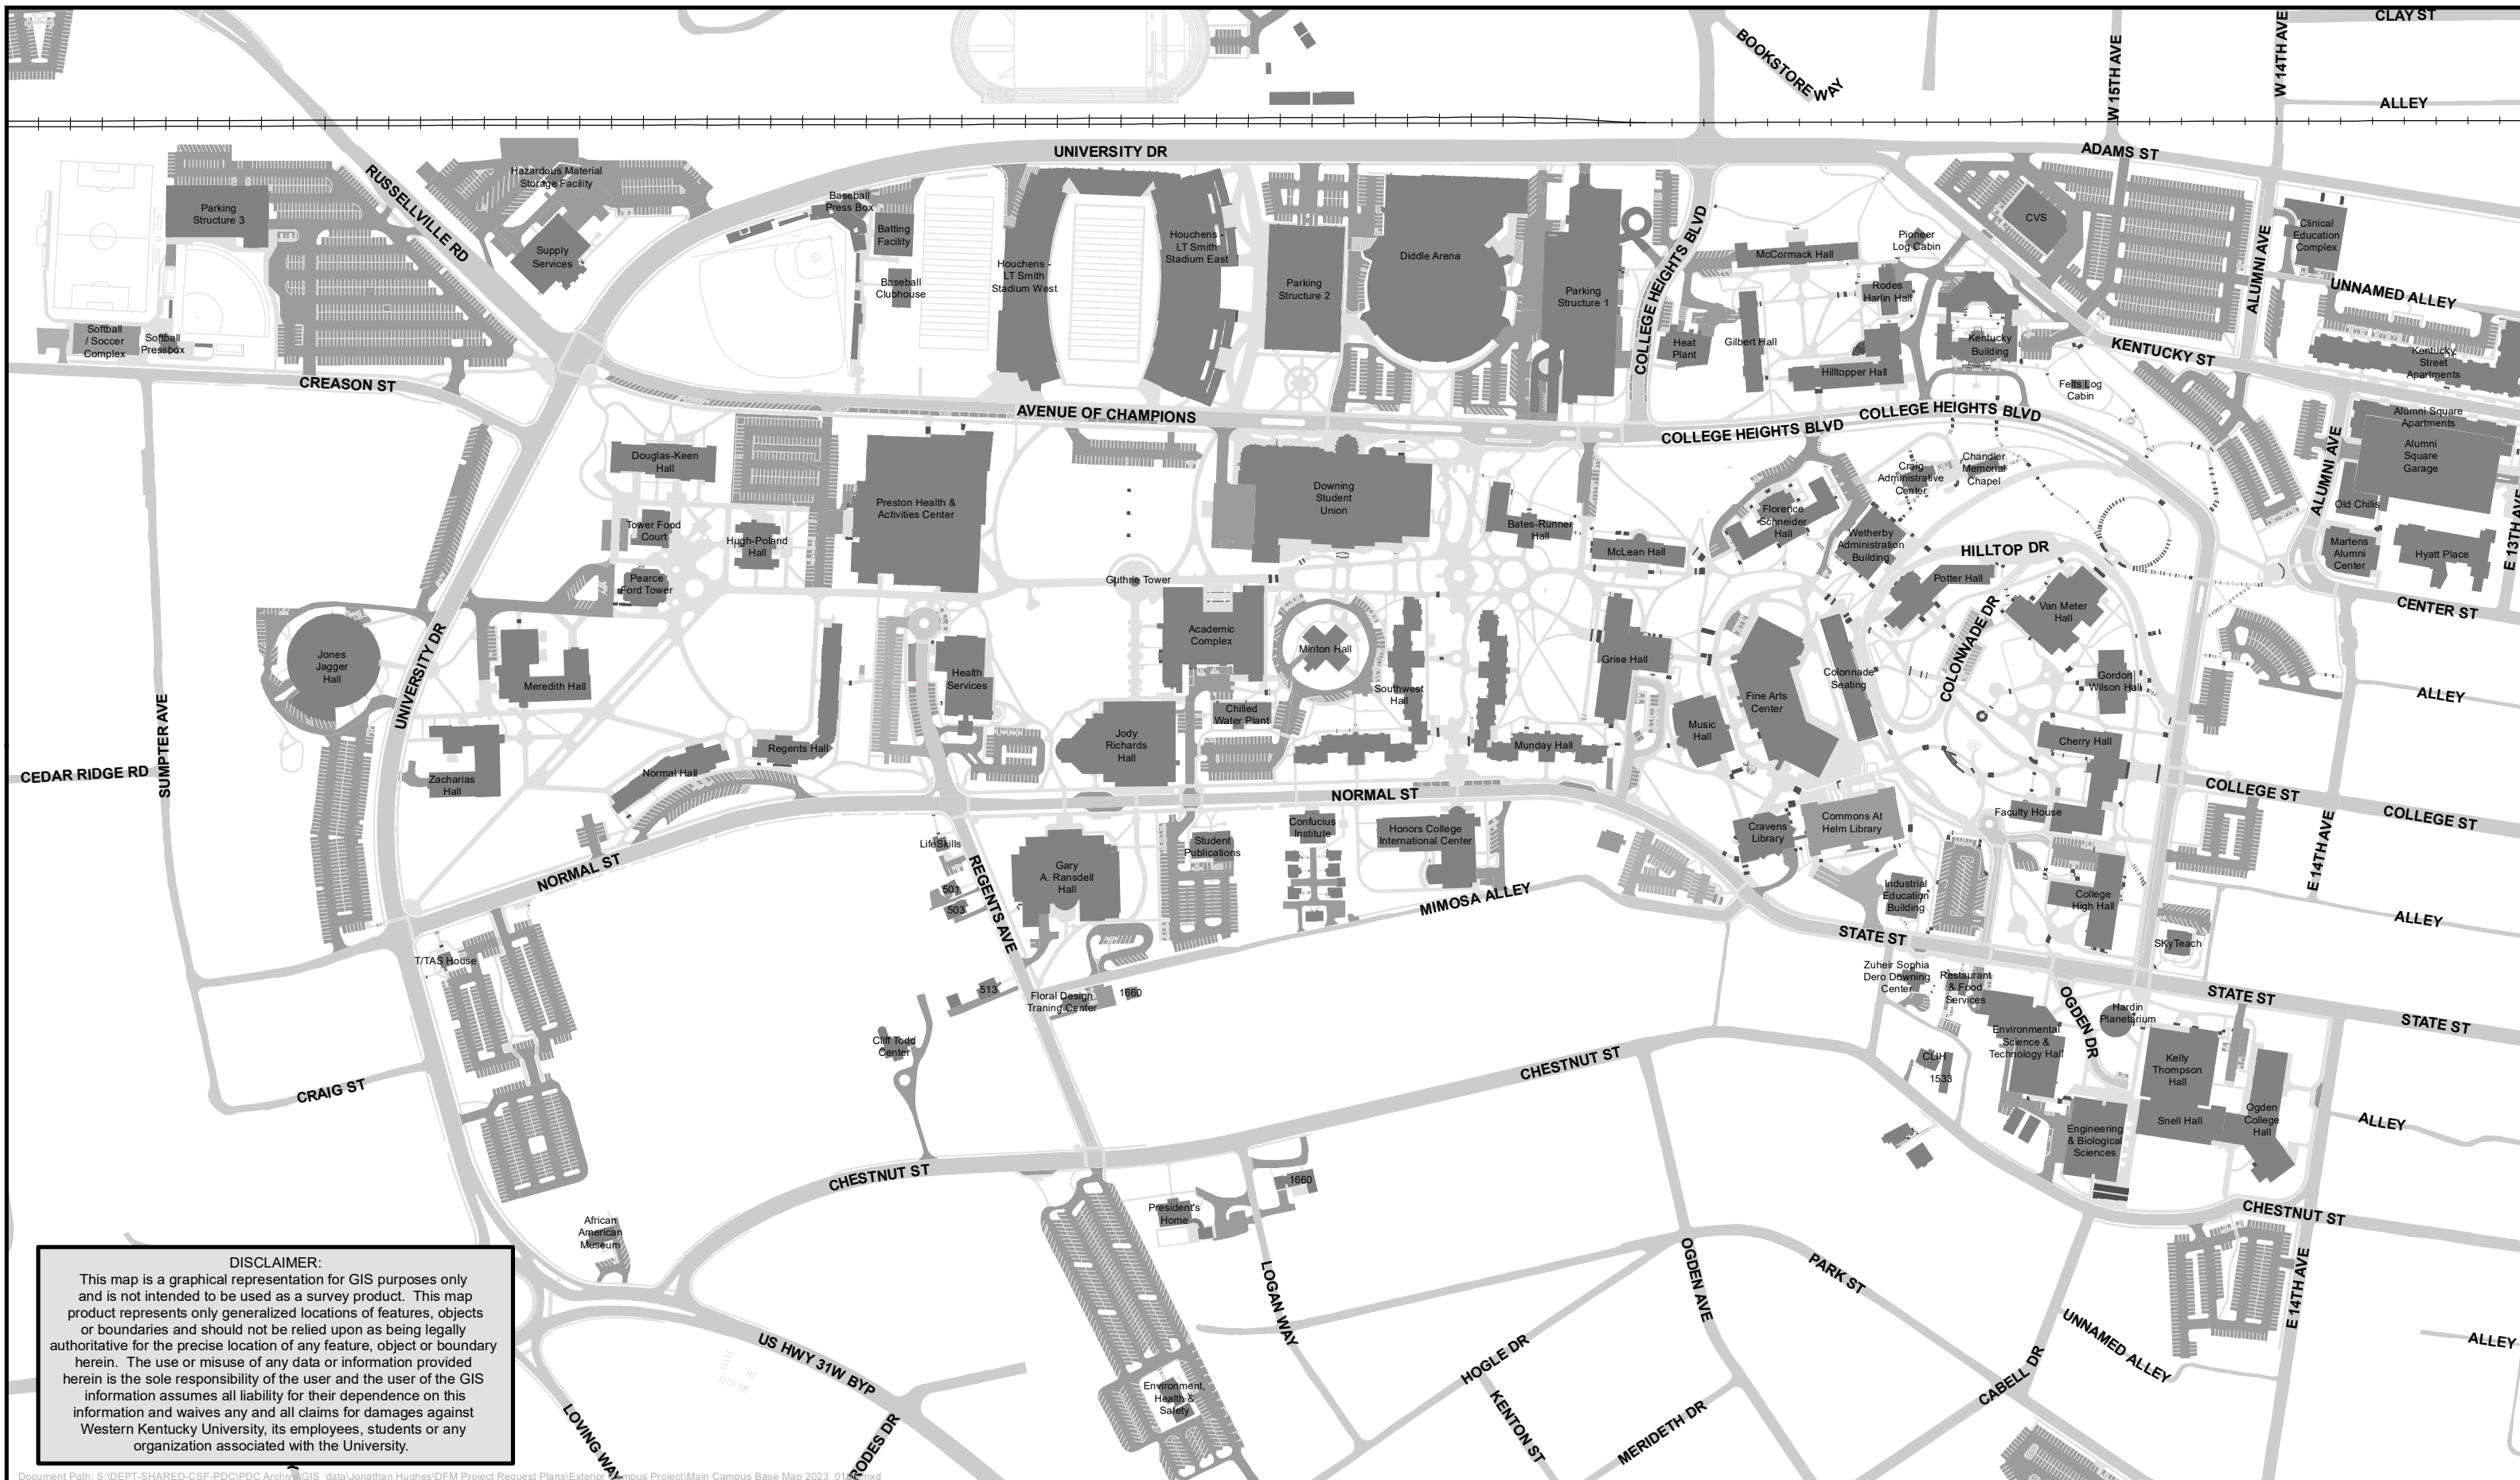 CLAY ST
BOOKSTORE WAY
W 15TH AVE
W 14TH AVE
ALLEY
UNIVERSITY DR
ADAMS ST
RUSSELLVILLE RD
Hazardous Material
Storage Facility
Parking
Structure 3
Supply
Services
Baseball
Press Box
Batting
Facility
Baseball
Clubhouse
Houchens -
LT Smith
Stadium West
Houchens -
LT Smith
Stadium East
Parking
Structure 2
Diddle Arena
Parking
Structure 1
COLLEGE HEIGHTS BLVD
McCormack Hall
Pioneer
Log Cabin
Rodes
Harlin Hall
CVS
ALUMNI AVE
Clinical
Education
Complex
UNNAMED ALLEY
Softball
/ Soccer
Complex
Softball
Pressbox
Heat
Plant
Gilbert Hall
Hilltopper Hall
Kentucky
Building
KENTUCKY ST
Kentucky
Street
Apartments
Felts Log
Cabin
CREASON ST
AVENUE OF CHAMPIONS
COLLEGE HEIGHTS BLVD
COLLEGE HEIGHTS BLVD
Alumni Square
Apartments
Alumni
Square
Garage
ALUMNI AVE
Old Chilis
E 13TH AVE
Douglas-Keen
Hall
Tower Food
Court
Hugh-Poland
Hall
Pearce
Ford Tower
Preston Health &
Activities Center
Downing
Student
Union
Bates-Runner
Hall
McLean Hall
Florence
Schneider
Hall
Craig
Administrative
Center
Chandler
Memorial
Chapel
Wetherby
Administration
Building
HILLTOP DR
Potter Hall
Martens
Alumni
Center
Hyatt Place
CENTER ST
Guthrie Tower
Academic
Complex
Minton Hall
Southwest
Hall
Grise Hall
Van Meter
Hall
COLONNADE DR
Jones
Jagger
Hall
UNIVERSITY DR
Meredith Hall
Health
Services
Chilled
Water Plant
Fine Arts
Center
Colonnade
Seating
Gordon
Wilson Hall
ALLEY
SUMPTER AVE
CEDAR RIDGE RD
Zacharias
Hall
Normal Hall
Regents Hall
Jody
Richards
Hall
Munday Hall
Music
Hall
Cherry Hall
COLLEGE ST
COLLEGE ST
NORMAL ST
NORMAL ST
LifeSkills
501
503
REGENTS AVE
Gary
A. Ransdell
Hall
Student
Publications
Confucius
Institute
Honors College
International Center
Cravens
Library
Commons At
Helm Library
Faculty House
E 14TH AVE
MIMOSA ALLEY
Industrial
Education
Building
College
High Hall
ALLEY
STATE ST
SKyTeach
T/TAS House
513
Floral Design
Traning Center
1660
Zuheir Sophia
Dero Downing
Center
Restaurant
& Food
Services
OGDEN DR
Hardin
Planetarium
STATE ST
STATE ST
Cliff Todd
Center
Environmental
Science &
Technology Hall
Kelly
Thompson
Hall
CLIH
1533
CHESTNUT ST
CRAIG ST
Engineering
& Biological
Sciences
Snell Hall
Ogden
College
Hall
ALLEY
CHESTNUT ST
1660
President's
Home
CHESTNUT ST
African
American
Museum
LOGAN WAY
OGDEN AVE
PARK ST
E 14TH AVE
UNNAMED ALLEY
ALLEY
US HWY 31W BYP
HOGLE DR
KENTON ST
MERIDETH DR
CABELL DR
Environment,
Health &
Safety
LOVING WAY
RODES DR
DISCLAIMER:
This map is a graphical representation for GIS purposes only
and is not intended to be used as a survey product. This map
product represents only generalized locations of features, objects
or boundaries and should not be relied upon as being legally
authoritative for the precise location of any feature, object or boundary
herein. The use or misuse of any data or information provided
herein is the sole responsibility of the user and the user of the GIS
information assumes all liability for their dependence on this
information and waives any and all claims for damages against
Western Kentucky University, its employees, students or any
organization associated with the University.
Document Path: S:\DEPT-SHARED-CSF-PDC\PDC